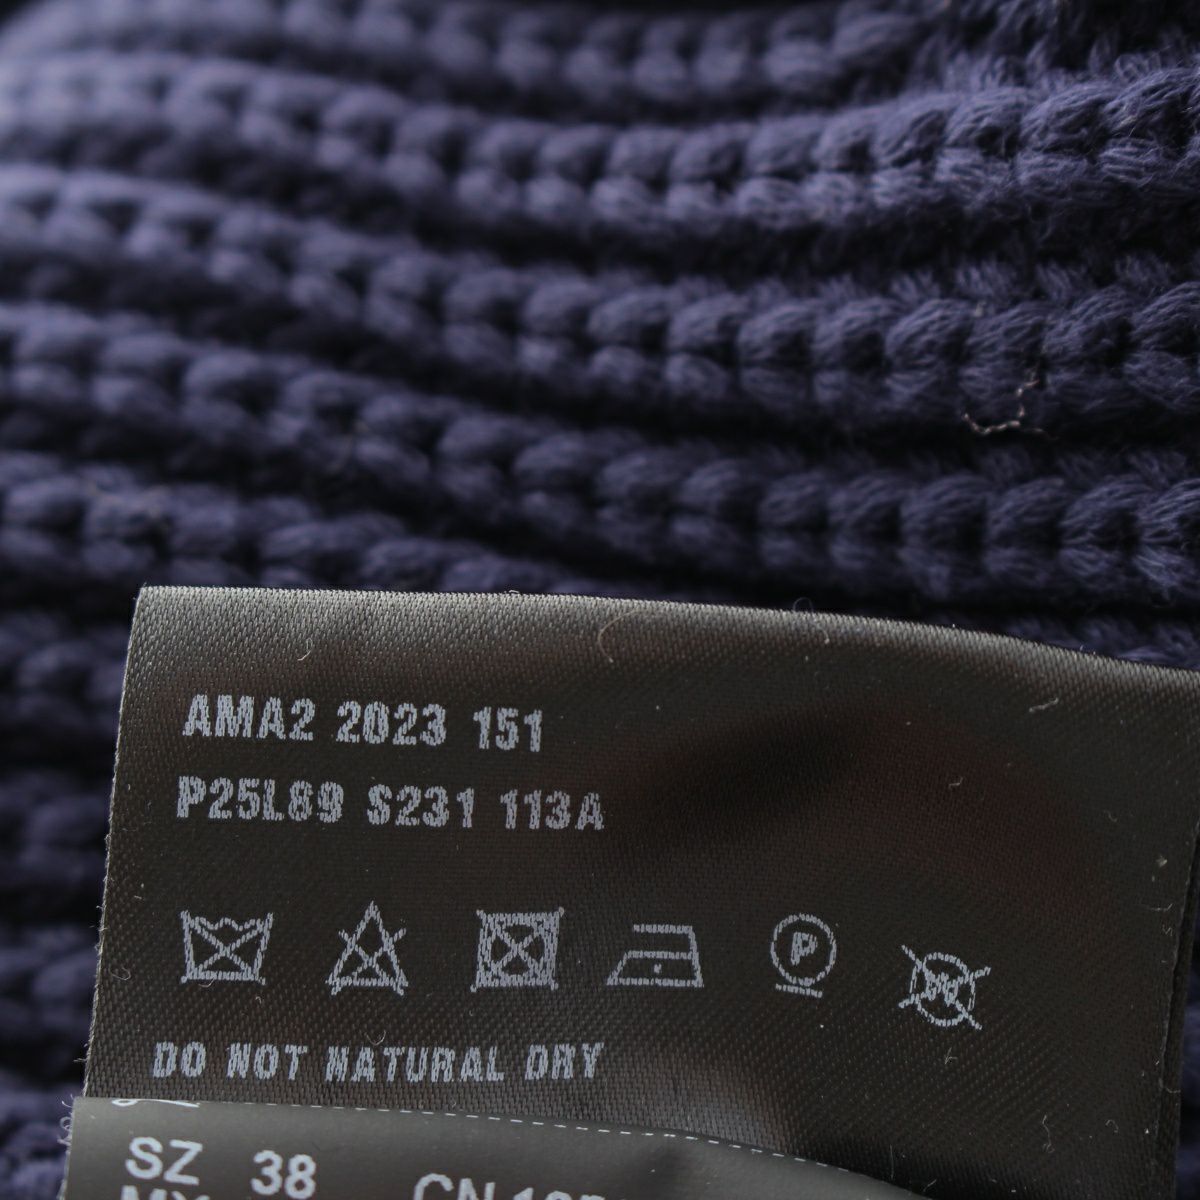 AMA2 2023 151
P25L89 S231 113A
P
W
DO NOT NATURAL DRY
SZ 38